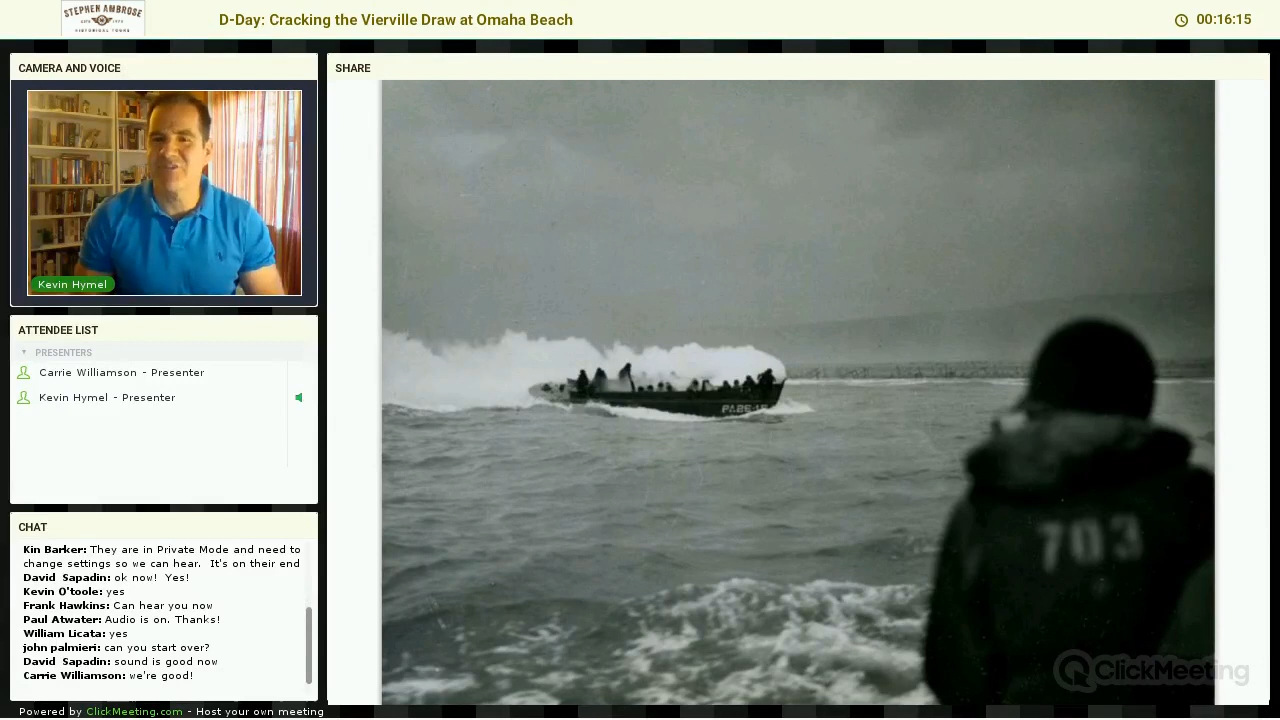 STEPHEN AMBROSE
HISTORICAL TOURS
D-Day: Cracking the Vierville Draw at Omaha Beach
00:16:15
CAMERA AND VOICE
Kevin Hymel
ATTENDEE LIST
PRESENTERS
Carrie Williamson - Presenter
Kevin Hymel - Presenter
CHAT
Kin Barker: They are in Private Mode and need to
change settings so we can hear. It's on their end
David Sapadin: ok now! Yes!
Kevin O'toole: yes
Frank Hawkins: Can hear you now
Paul Atwater: Audio is on. Thanks!
William Licata: yes
john palmieri: can you start over?
David Sapadin: sound is good now
Carrie Williamson: we're good!
Powered by ClickMeeting.com - Host your own meeting
SHARE
703
ClickMeeting